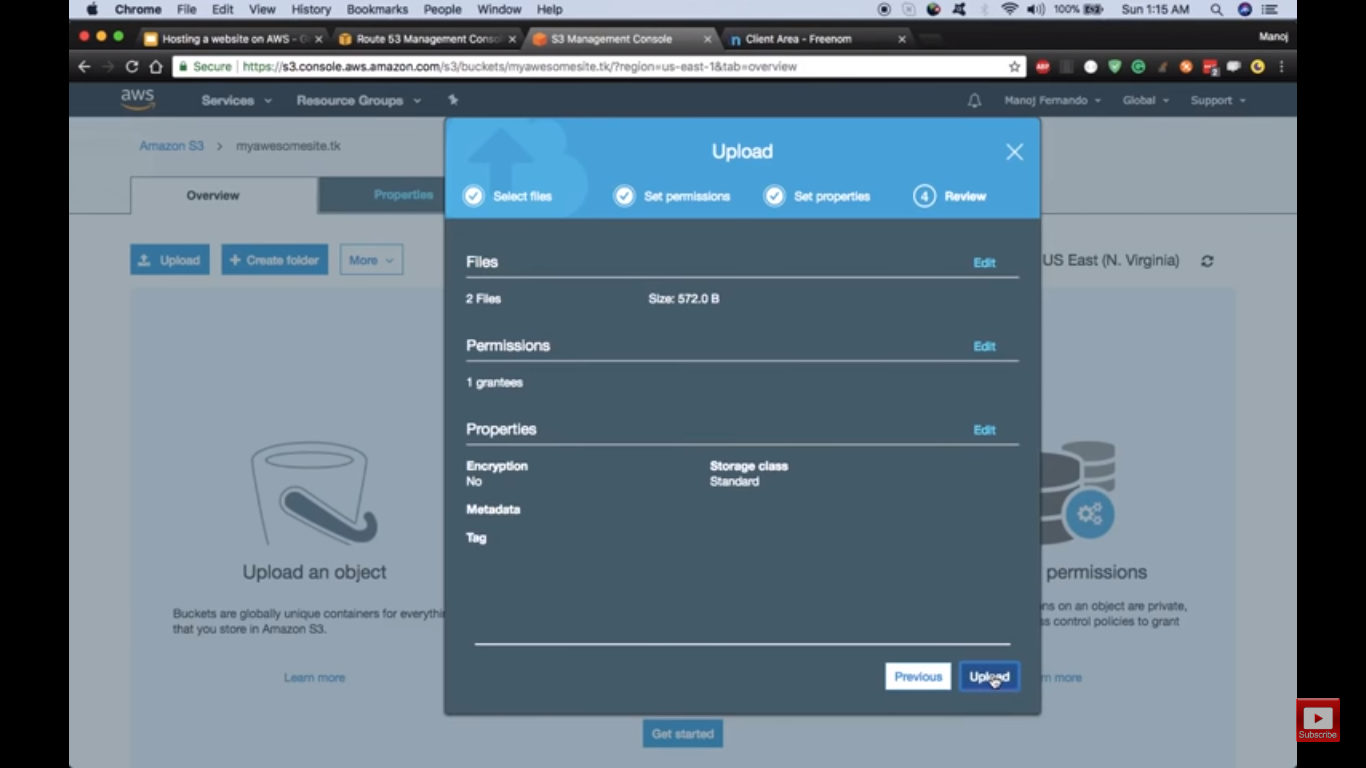 Chrome File Edit View History Bookmarks People Window Help 100% Sun 1:15 AM
Hosting a website on AWS - G Route 53 Management Conso S3 Management Console n Client Area - Freenom Manoj
Secure https://s3.console.aws.amazon.com/s3/buckets/myawesomesite.tk/?region=us-east-1&tab=overview ABP
aws Services Resource Groups Manoj Fernando Global Support
Amazon S3 > myawesomesite.tk
Upload
Overview Properties
Select files Set permissions Set properties 4 Review
Upload + Create folder More US East (N. Virginia)
Files Edit
2 Files Size: 572.0 B
Permissions Edit
1 grantees
Properties Edit
Encryption Storage class
No Standard
Metadata
Tag
Upload an object permissions
Buckets are globally unique containers for everythin
that you store in Amazon S3.
ns on an object are private,
ss control policies to grant
Learn more
rn more
Previous Upload
Get started
Subscribe